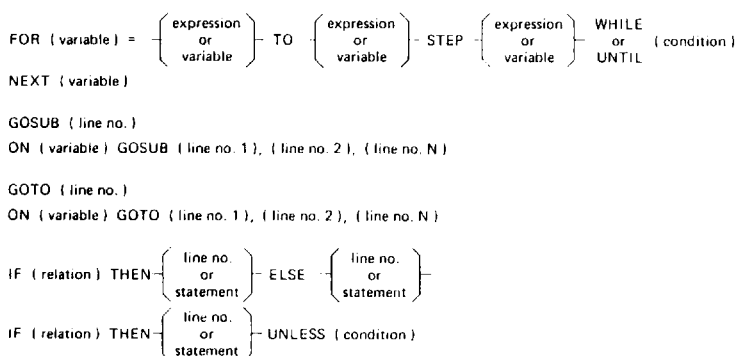 expression expression expression WHILE
FOR ( variable ) = or TO or STEP or or ( condition )
variable variable variable UNTIL
NEXT ( variable )
GOSUB ( line no. )
ON ( variable ) GOSUB ( line no. 1 ), ( line no. 2 ), ( line no. N )
GOTO ( line no. )
ON ( variable ) GOTO ( line no. 1 ), ( line no. 2 ), ( line no. N )
line no. line no.
IF ( relation ) THEN or ELSE or
statement statement
line no.
IF ( relation ) THEN or UNLESS ( condition )
statement